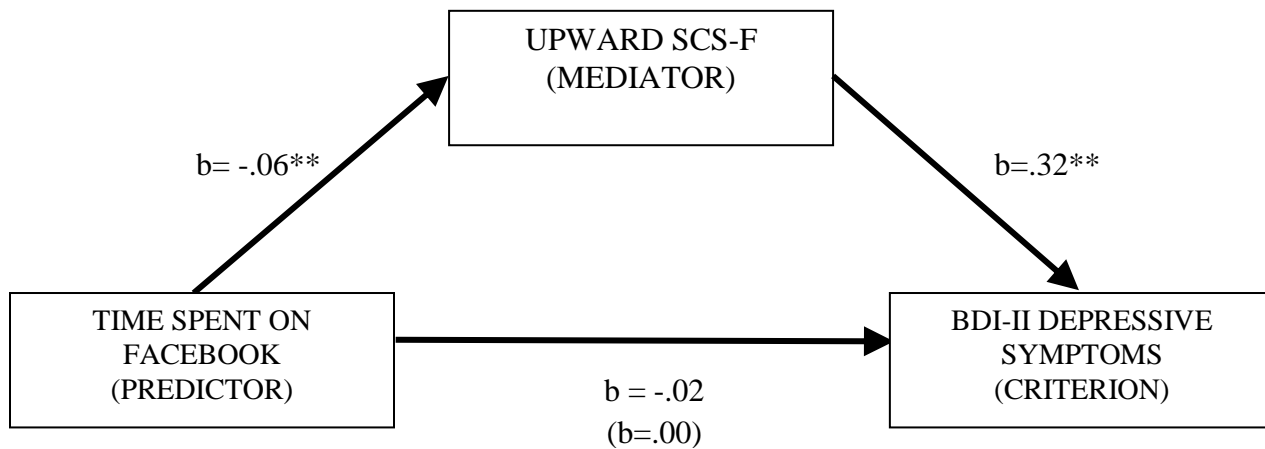 UPWARD SCS-F
(MEDIATOR)
b= -.06**
b=.32**
TIME SPENT ON
FACEBOOK
(PREDICTOR)
BDI-II DEPRESSIVE
SYMPTOMS
(CRITERION)
b = -.02
(b=.00)